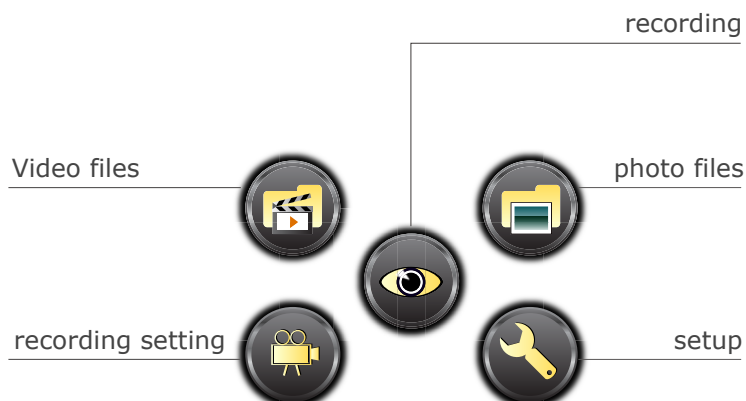 recording
Video files
photo files
recording setting
setup